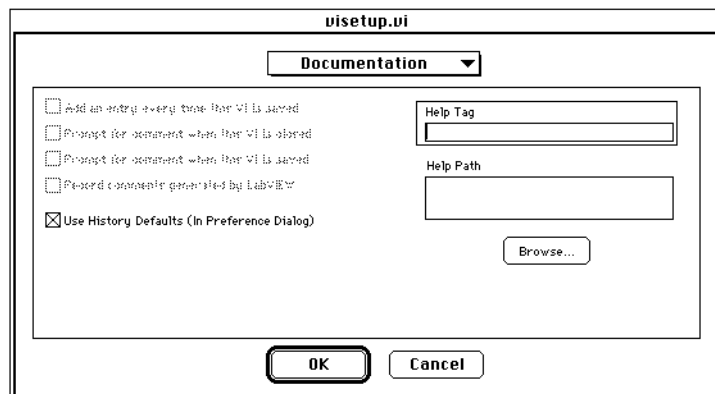 visetup.vi
Documentation
Add an entry every time the VI is saved
Prompt for comment when the VI is closed
Prompt for comment when the VI is saved
Record comments generated by LabVIEW
Use History Defaults (In Preference Dialog)
Help Tag
Help Path
Browse...
OK
Cancel